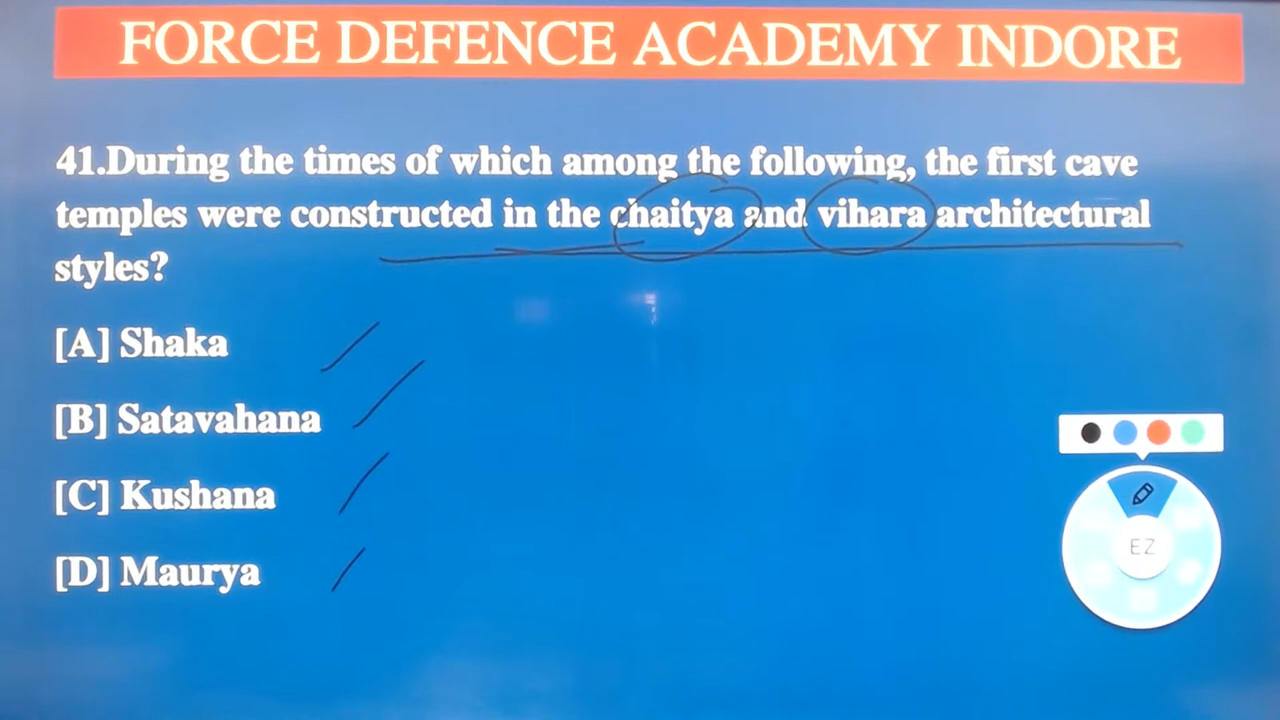 FORCE DEFENCE ACADEMY INDORE
41.During the times of which among the following, the first cave
temples were constructed in the chaitya and vihara architectural
styles?
[A] Shaka
[B] Satavahana
[C] Kushana
[D] Maurya
EZ